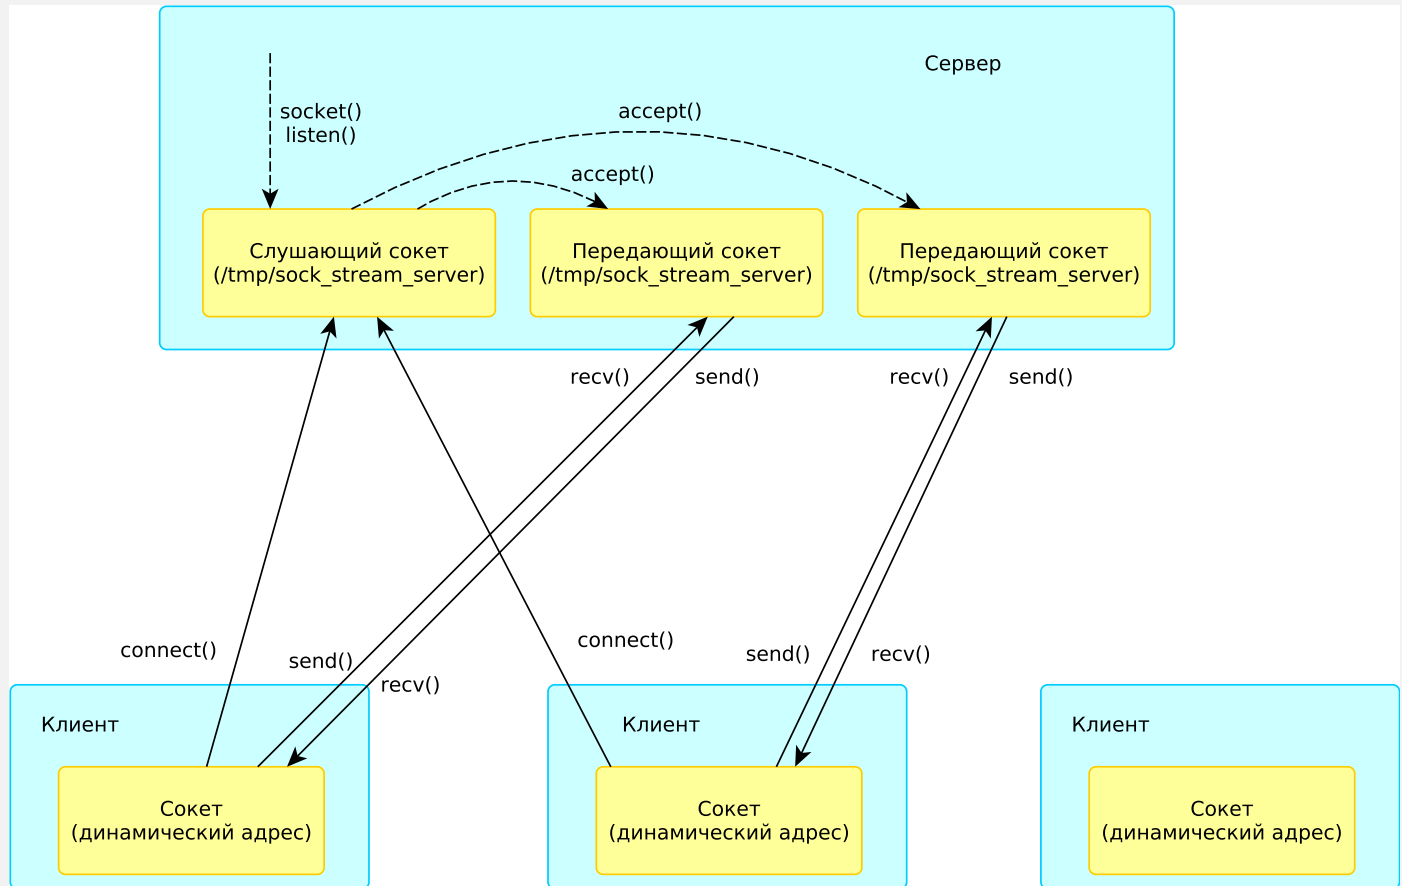 Сервер
socket()
listen()
accept()
accept()
Слушающий сокет
(/tmp/sock_stream_server)
Передающий сокет
(/tmp/sock_stream_server)
Передающий сокет
(/tmp/sock_stream_server)
recv()
send()
recv()
send()
connect()
send()
recv()
connect()
send()
recv()
Клиент
Сокет
(динамический адрес)
Клиент
Сокет
(динамический адрес)
Клиент
Сокет
(динамический адрес)